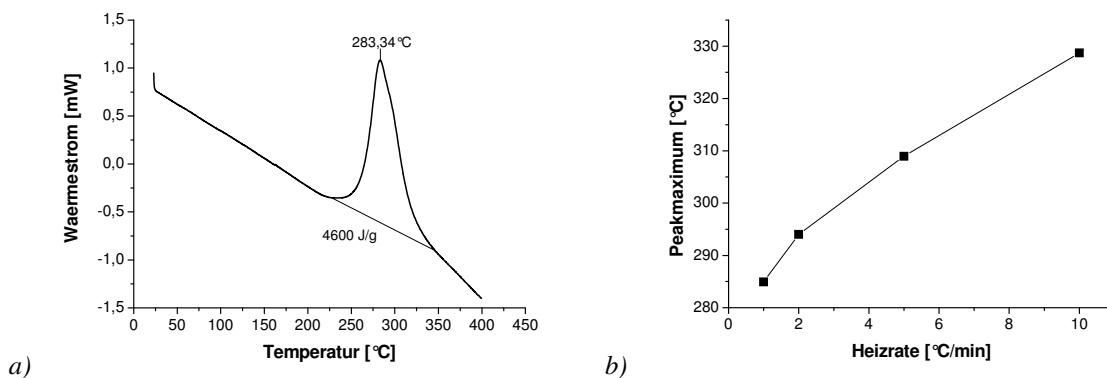 1,5
1,0
0,5
0,0
-0,5
-1,0
-1,5
Waermestrom [mW]
283,34°C
4600 J/g
0 50 100 150 200 250 300 350 400 450
Temperatur [°C]
a)
330
320
310
300
290
280
Peakmaximum [°C]
0 2 4 6 8 10
Heizrate [°C/min]
b)